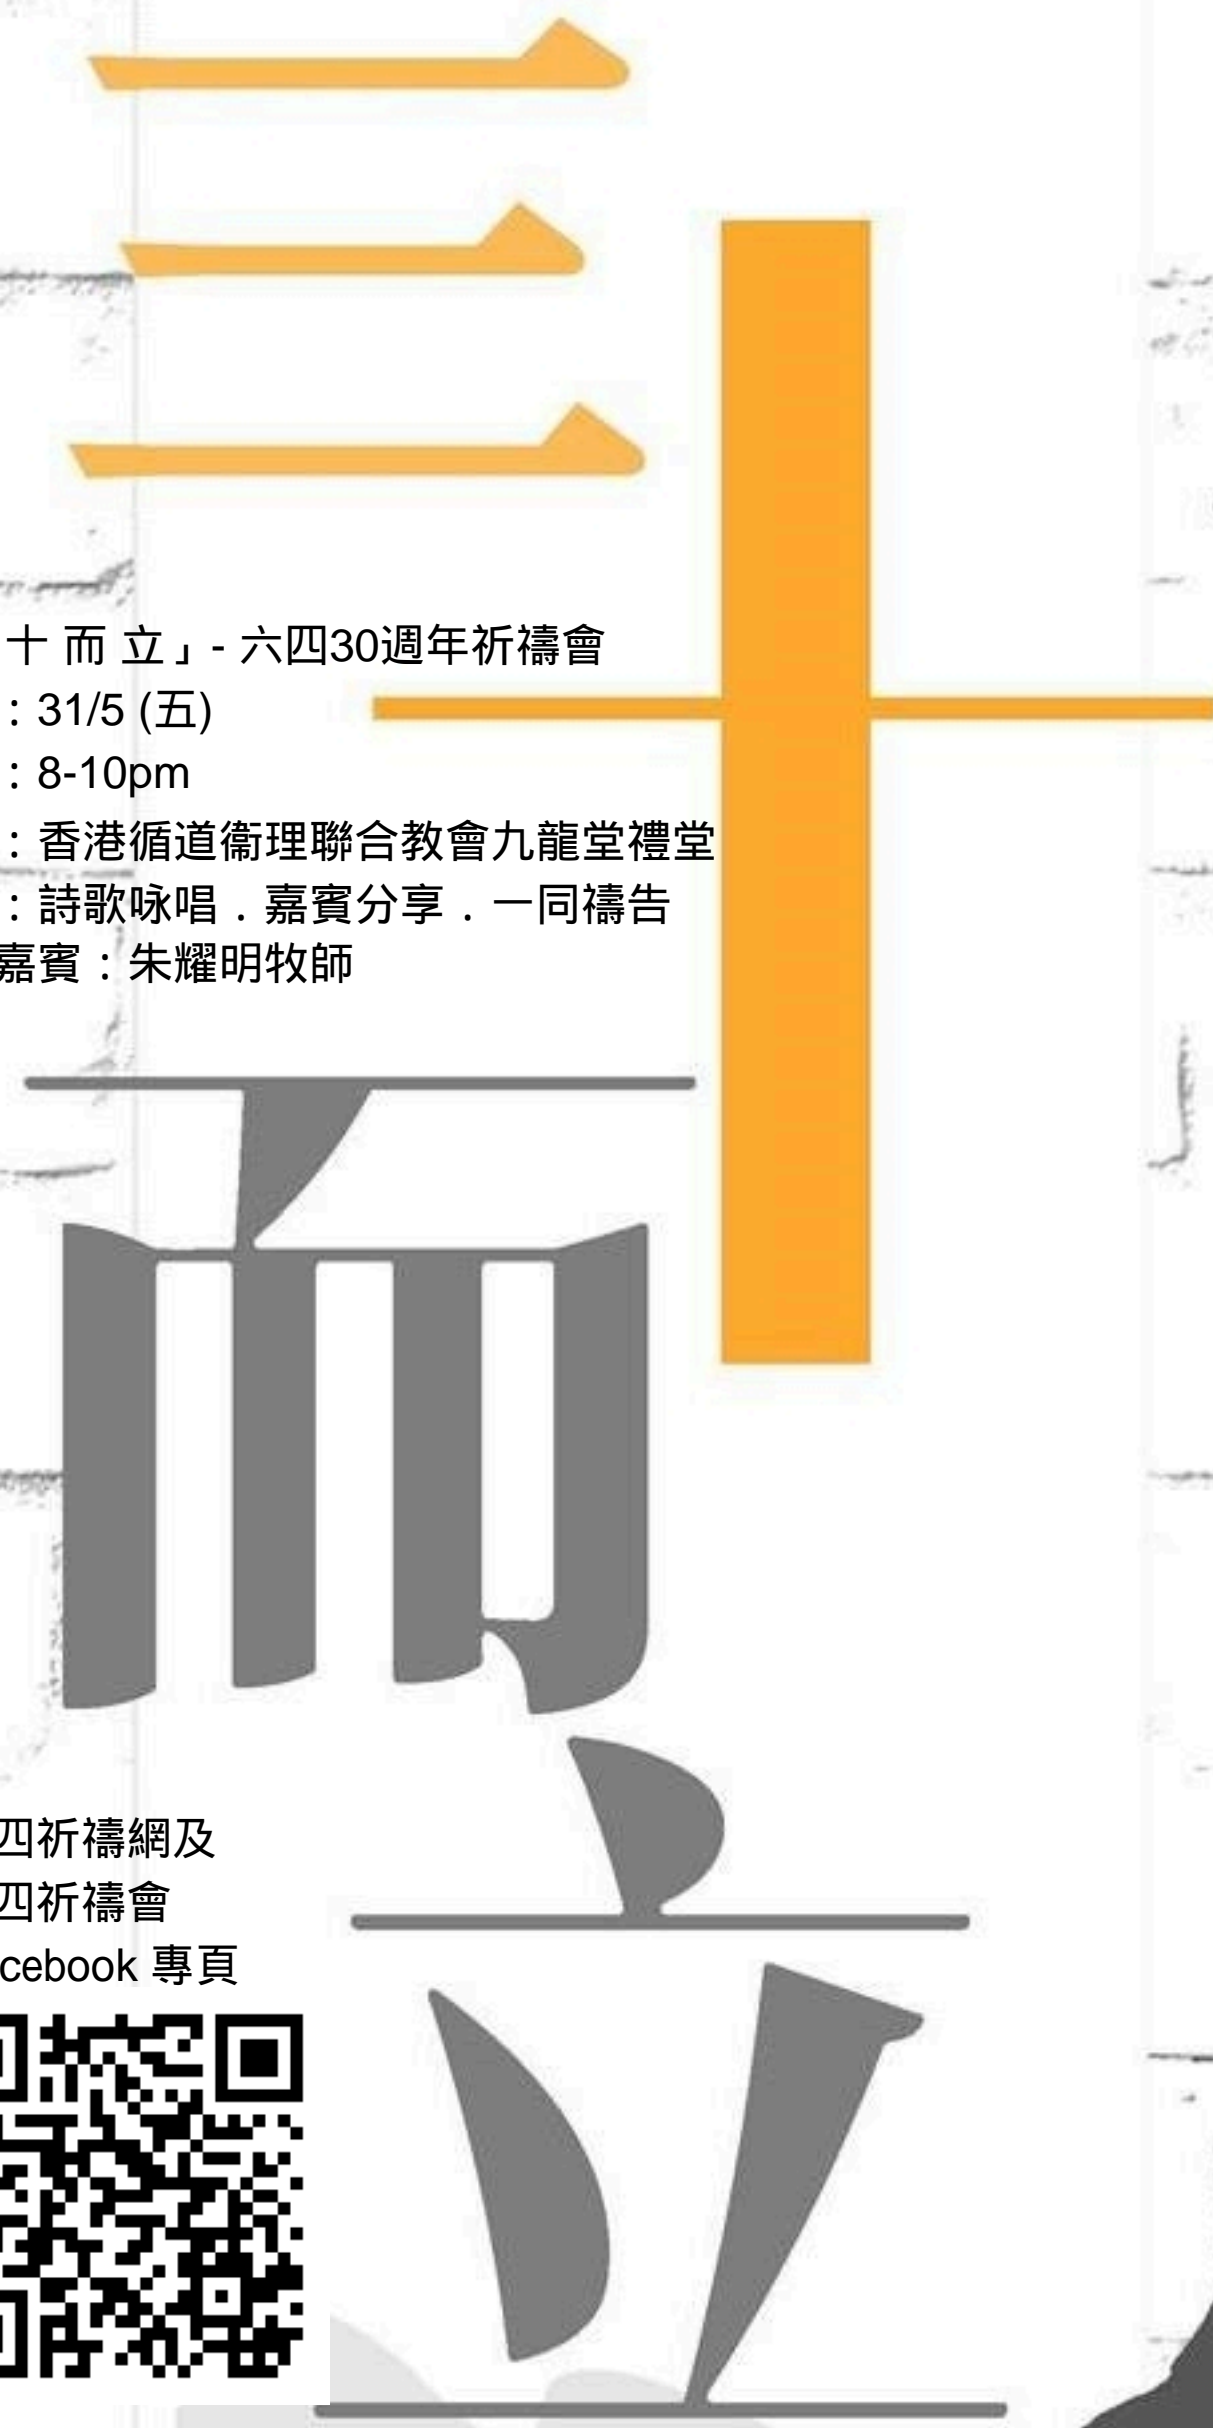 三
十
十 而 立」- 六四30週年祈禱會
：31/5 (五)
：8-10pm
：香港循道衞理聯合教會九龍堂禮堂
：詩歌咏唱．嘉賓分享．一同禱告
嘉賓：朱耀明牧師
而
立
四祈禱網及
四祈禱會
cebook 專頁